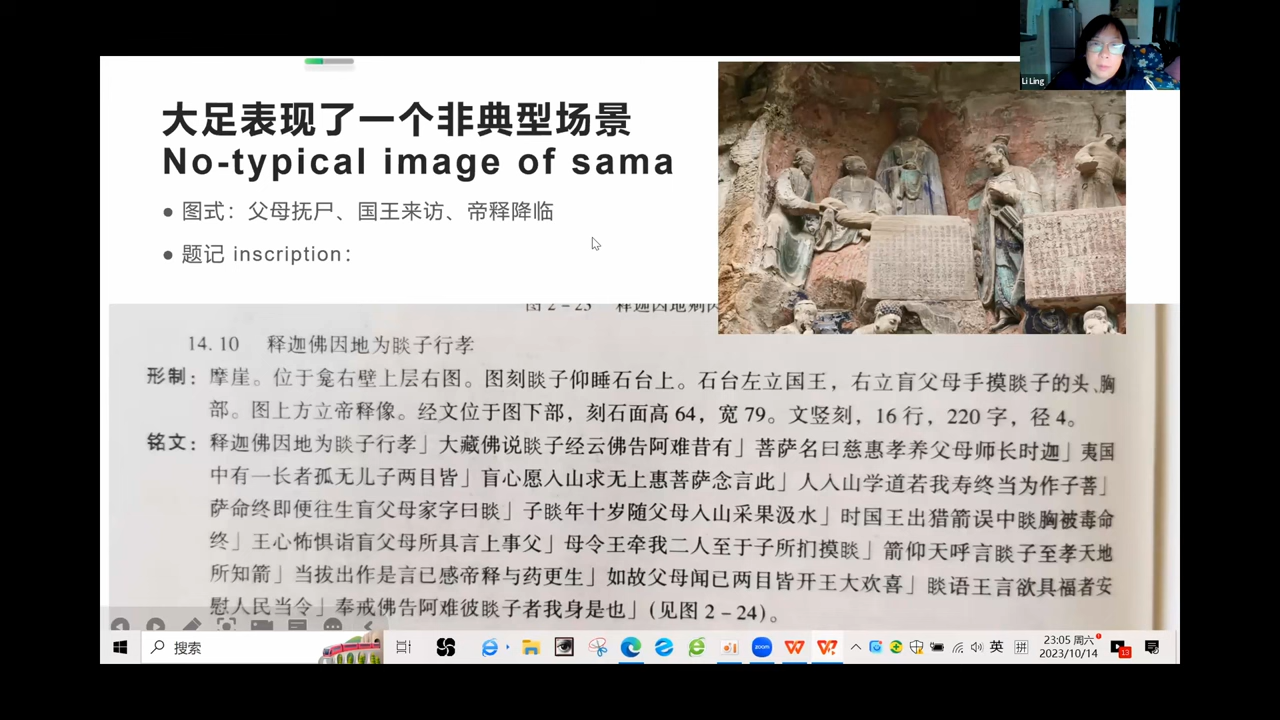 Li Ling
大足表现了一个非典型场景
No-typical image of sama
● 图式：父母抚尸、国王来访、帝释降临
● 题记 inscription：
14.10 释迦佛因地为睒子行孝
形制：摩崖。位于龛右壁上层右图。图刻睒子仰睡石台上。石台左立国王，右立盲父母手摸睒子的头、胸
部。图上方立帝释像。经文位于图下部，刻石面高 64，宽 79。文竖刻，16 行，220 字，径 4。
铭文：释迦佛因地为睒子行孝」大藏佛说睒子经云佛告阿难昔有」菩萨名曰慈惠孝养父母师长时迦」夷国
中有一长者孤无儿子两目皆」盲心愿入山求无上惠菩萨念言此」人入山学道若我寿终当为作子菩」
萨命终即便往生盲父母家字曰睒」子睒年十岁随父母入山采果汲水」时国王出猎箭误中睒胸被毒命
终」王心怖惧诣盲父母所具言上事父」母令王牵我二人至于子所扪摸睒」箭仰天呼言睒子至孝天地
所知箭」当拔出作是言已感帝释与药更生」如故父母闻已两目皆开王大欢喜」睒语王言欲具福者安
慰人民当令」奉戒佛告阿难彼睒子者我身是也」（见图 2－24）。
搜索
zoom
英
拼
23:05 周六
2023/10/14
13